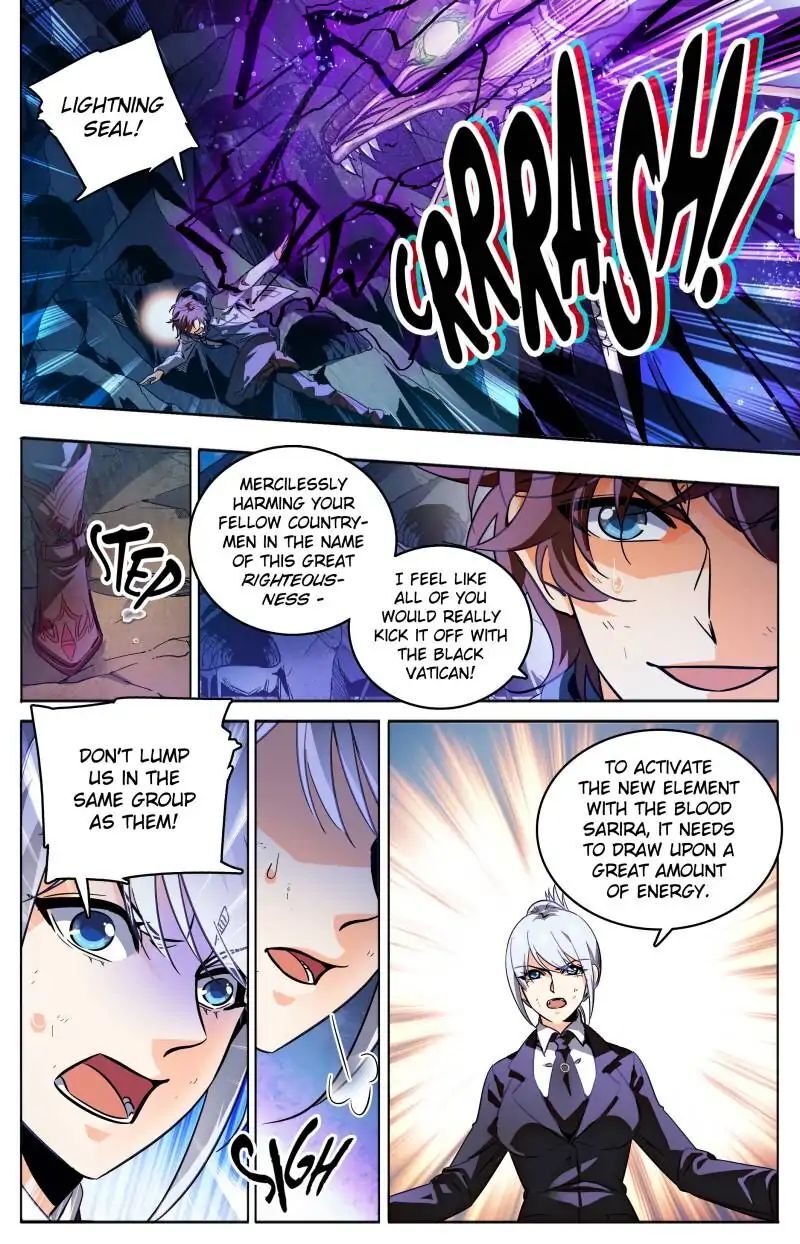 LIGHTNING
SEAL!
CRRRASH!
STEP
MERCILESSLY
HARMING YOUR
FELLOW COUNTRY-
MEN IN THE NAME
OF THIS GREAT
RIGHTEOUS-
NESS -
I FEEL LIKE
ALL OF YOU
WOULD REALLY
KICK IT OFF WITH
THE BLACK
VATICAN!
DON'T LUMP
US IN THE
SAME GROUP
AS THEM!
SIGH
TO ACTIVATE
THE NEW ELEMENT
WITH THE BLOOD
SARIRA, IT NEEDS
TO DRAW UPON A
GREAT AMOUNT
OF ENERGY.